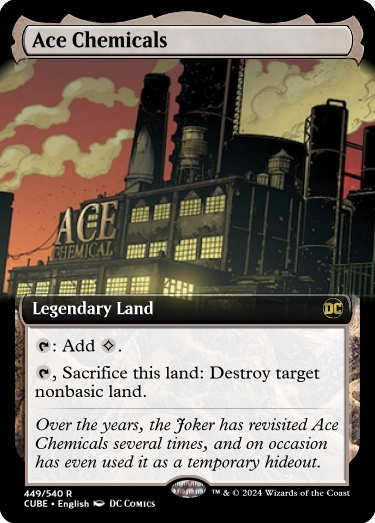 Ace Chemicals
ACE
CHEMICAL
Legendary Land
DC
: Add .
, Sacrifice this land: Destroy target
nonbasic land.
Over the years, the Joker has revisited Ace
Chemicals several times, and on occasion
has even used it as a temporary hideout.
449/540 R
CUBE • English DC COMICS
™ & © 2024 Wizards of the Coast